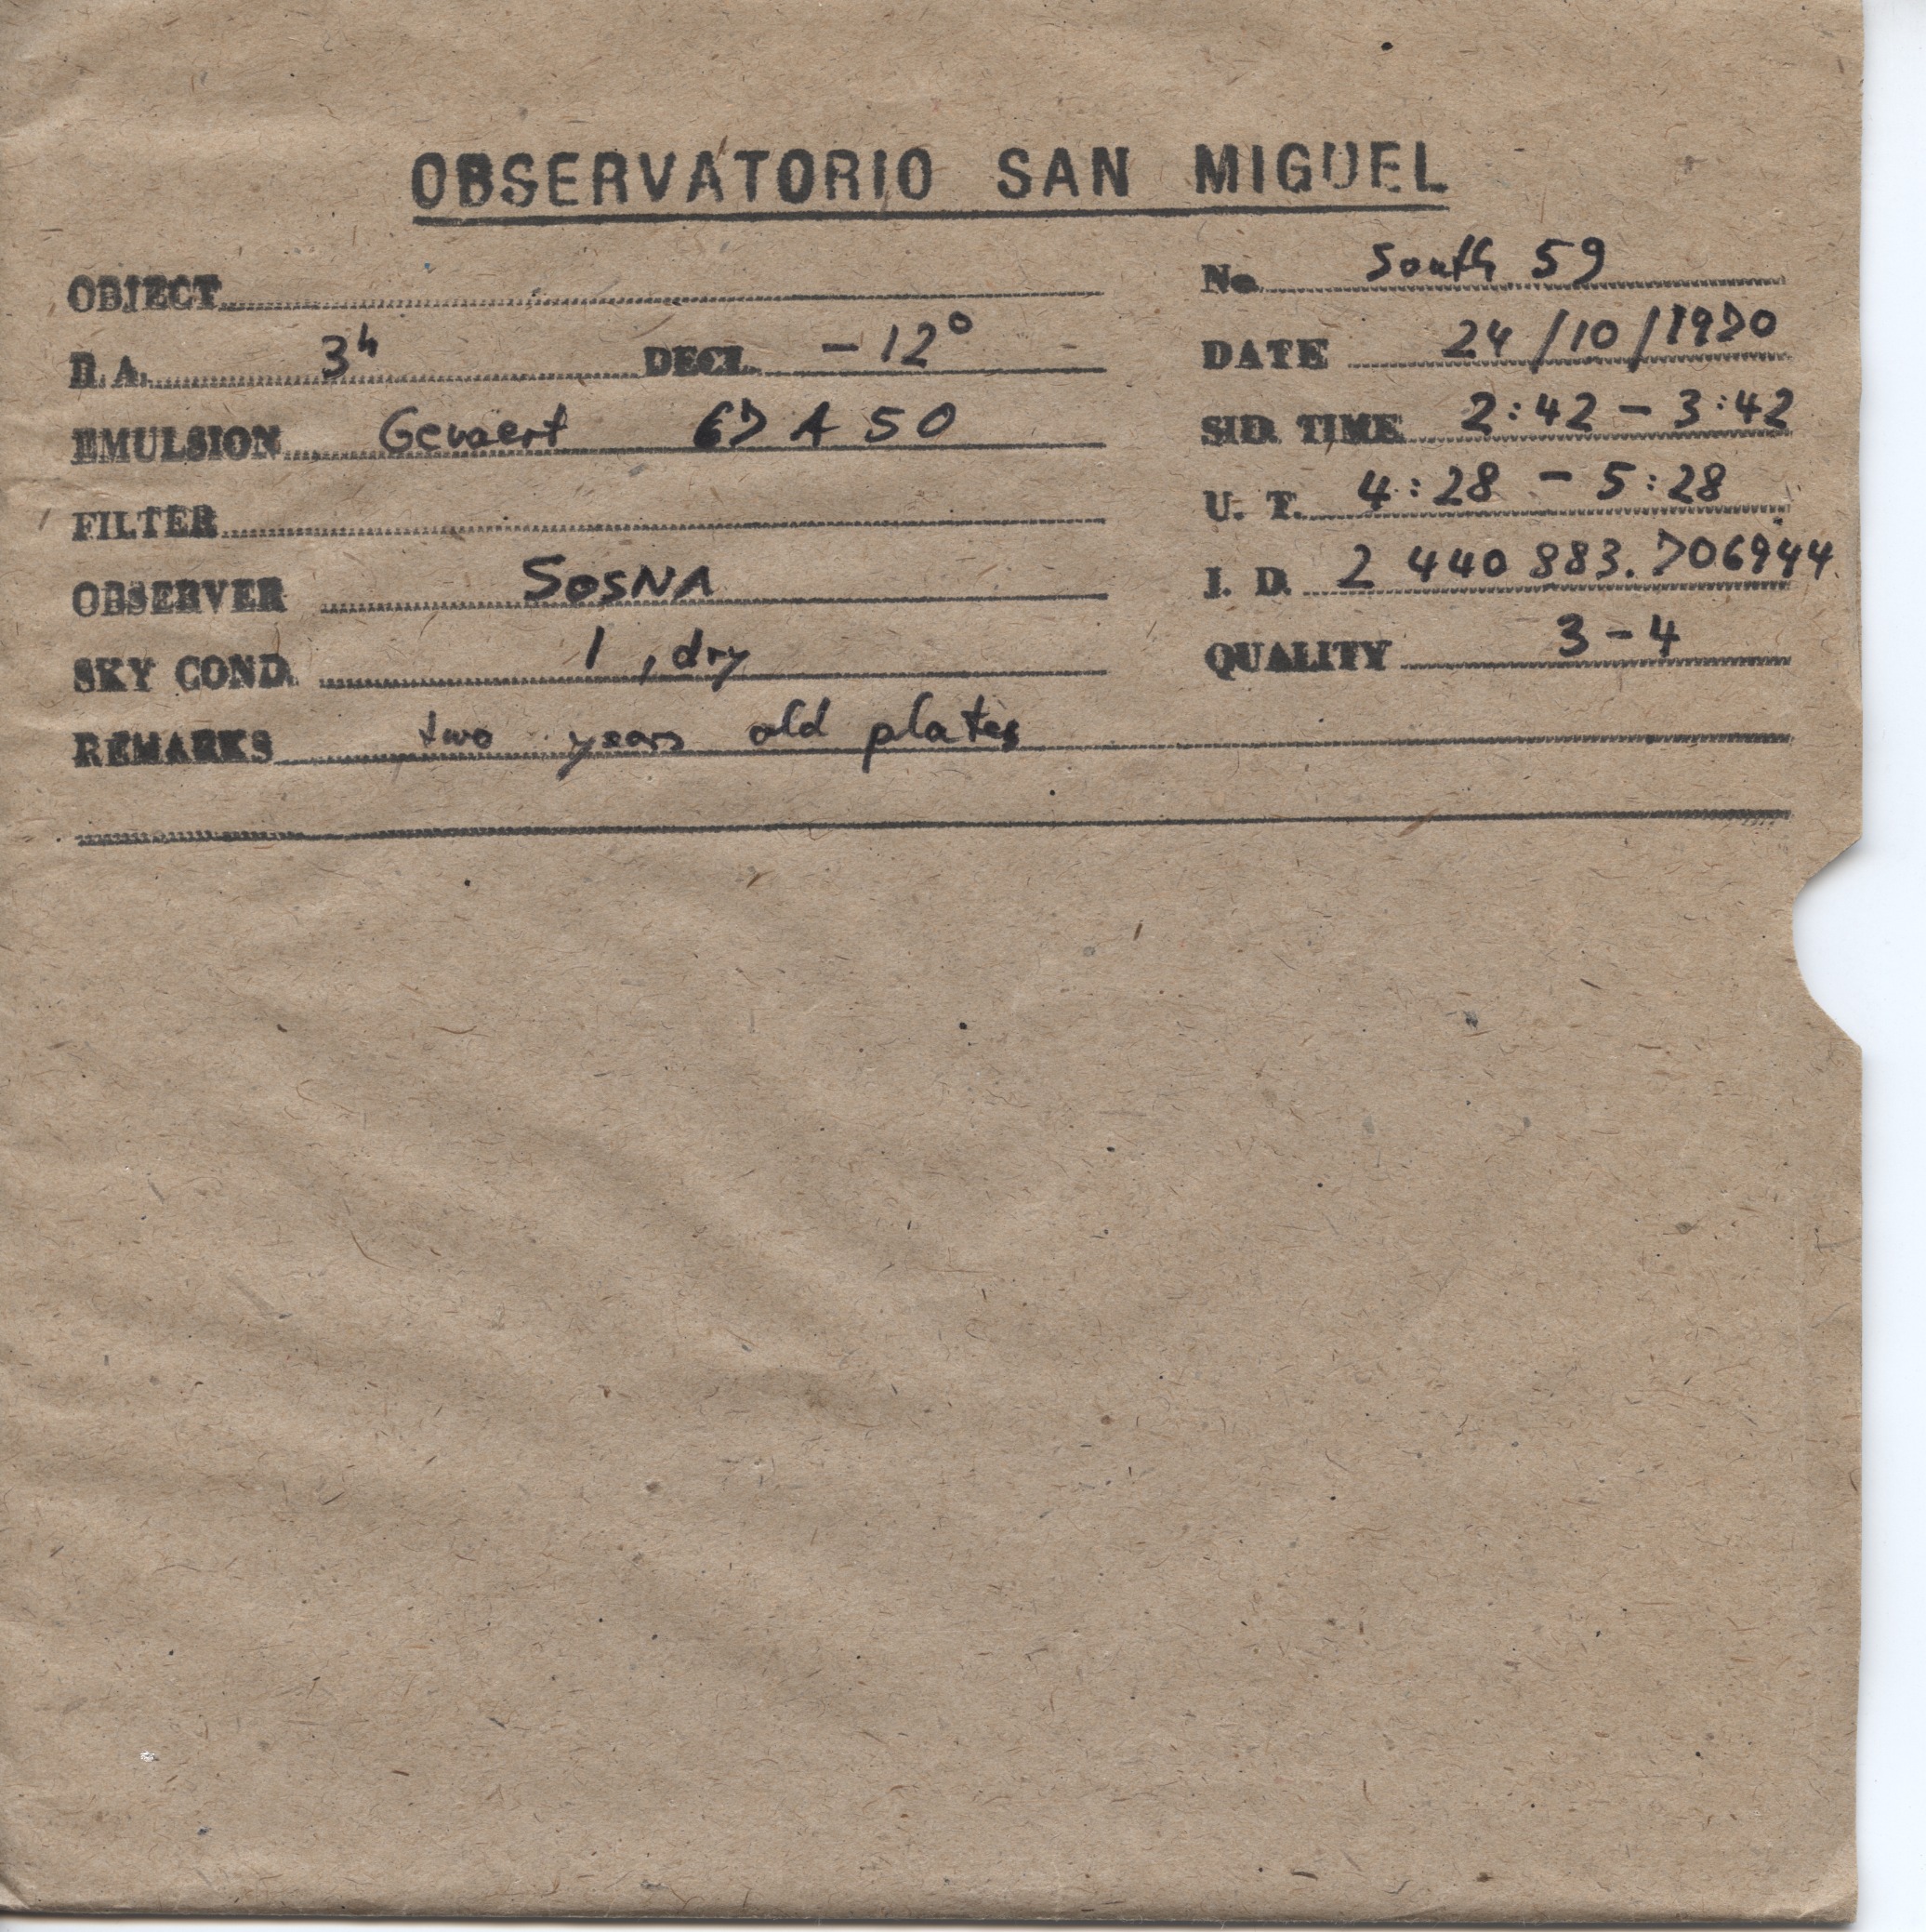 OBSERVATORIO SAN MIGUEL
OBJECT
No. South 59
R.A. 3h DECL. -12°
DATE 24/10/1970
EMULSION Gevaert 67 A 50
SID. TIME 2:42 - 3:42
FILTER
U. T. 4:28 - 5:28
OBSERVER SOSNA
J. D. 2 440 883.706944
SKY COND. 1, dry
QUALITY 3-4
REMARKS two years old plates